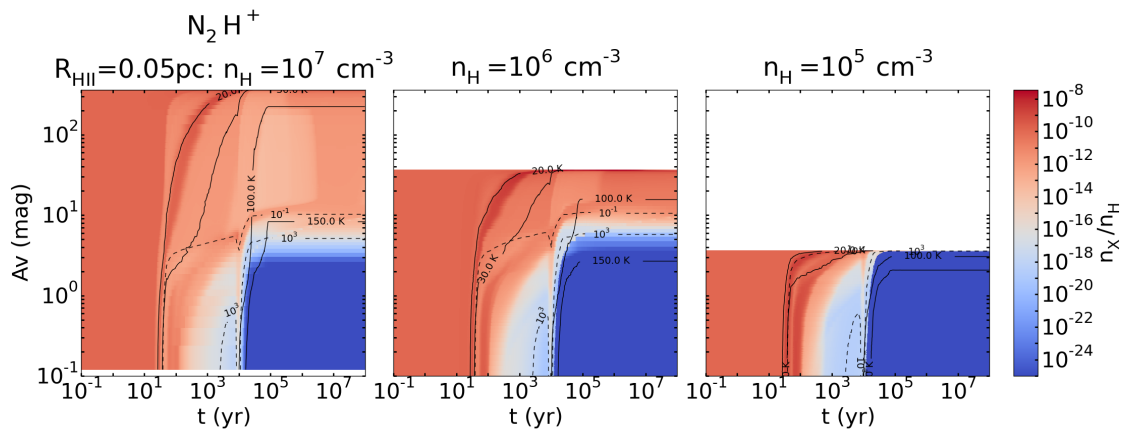 N₂H⁺
R_HII=0.05pc: n_H=10⁷ cm⁻³
n_H=10⁶ cm⁻³
n_H=10⁵ cm⁻³
Av (mag)
10²
10¹
10⁰
10⁻¹
20.0
100.0 K
10⁻¹
150.0 K
10³
10³
10⁻¹ 10¹ 10³ 10⁵ 10⁷
t (yr)
20.0 K
100.0 K
10⁻¹
10³
30.0 K
150.0 K
10³
10⁻¹ 10¹ 10³ 10⁵ 10⁷
t (yr)
10³
100.0 K
10⁻¹ 10¹ 10³ 10⁵ 10⁷
t (yr)
10⁻⁸
10⁻¹⁰
10⁻¹²
10⁻¹⁴
10⁻¹⁶
10⁻¹⁸
10⁻²⁰
10⁻²²
10⁻²⁴
n_X/n_H